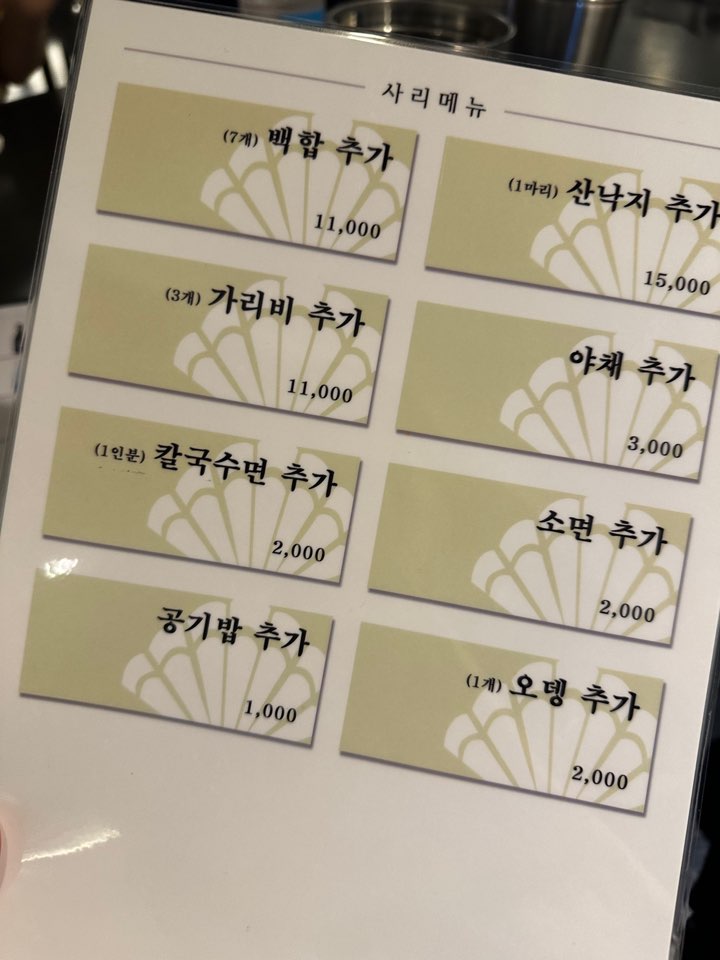 사리메뉴
(7개) 백합 추가
11,000
(1마리) 산낙지 추가
15,000
(3개) 가리비 추가
11,000
야채 추가
3,000
(1인분) 칼국수면 추가
2,000
소면 추가
2,000
공기밥 추가
1,000
(1개) 오뎅 추가
2,000